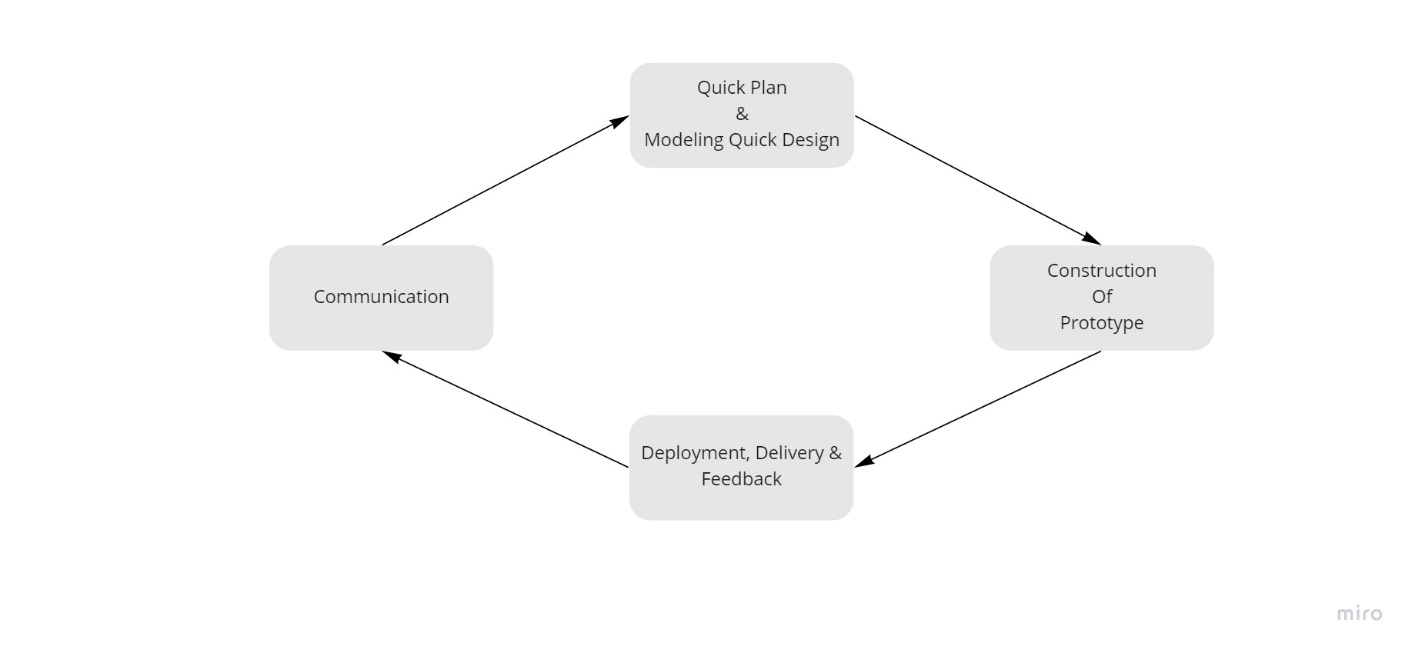 Quick Plan
&
Modeling Quick Design
Communication
Construction
Of
Prototype
Deployment, Delivery &
Feedback
miro